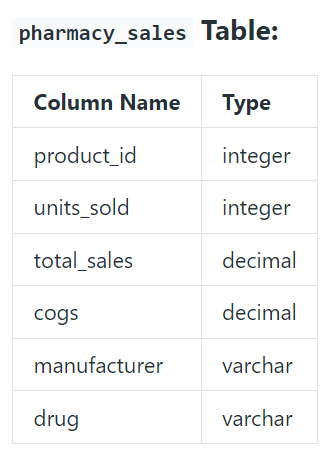 pharmacy_sales Table:
Column Name Type
product_id integer
units_sold integer
total_sales decimal
cogs decimal
manufacturer varchar
drug varchar